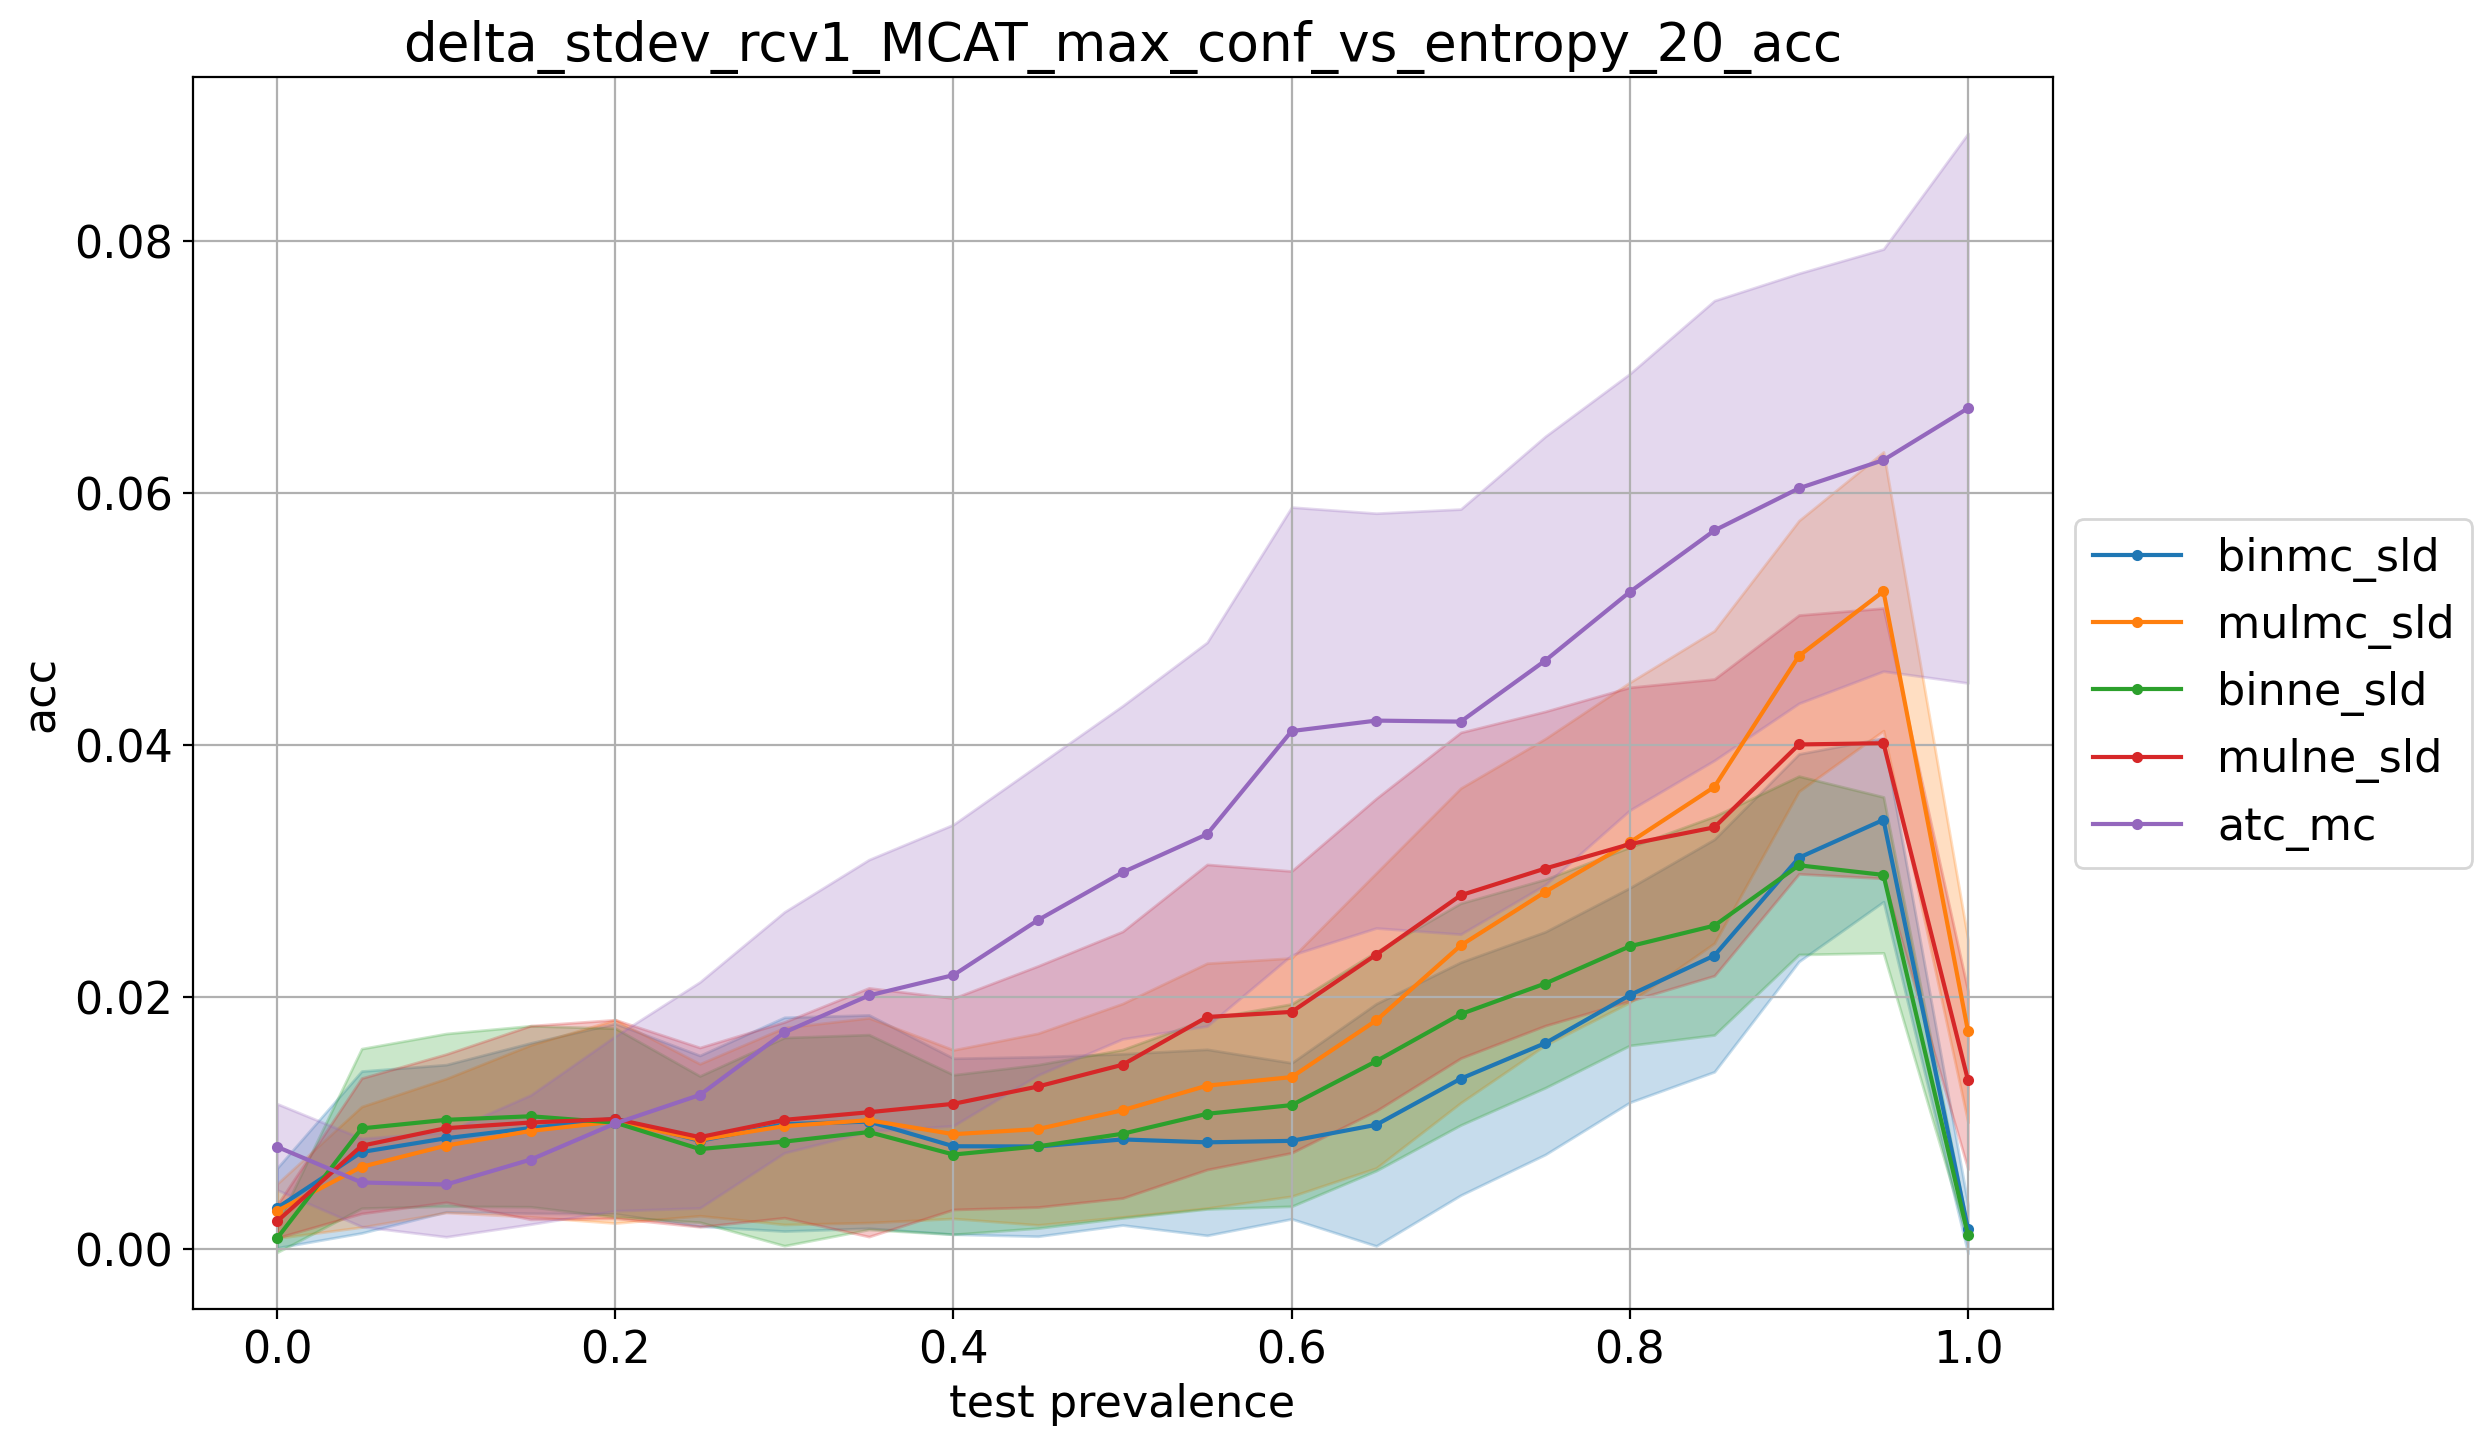 delta_stdev_rcv1_MCAT_max_conf_vs_entropy_20_acc
acc
0.08
0.06
0.04
0.02
0.00
0.0 0.2 0.4 0.6 0.8 1.0
test prevalence
binmc_sld
mulmc_sld
binne_sld
mulne_sld
atc_mc